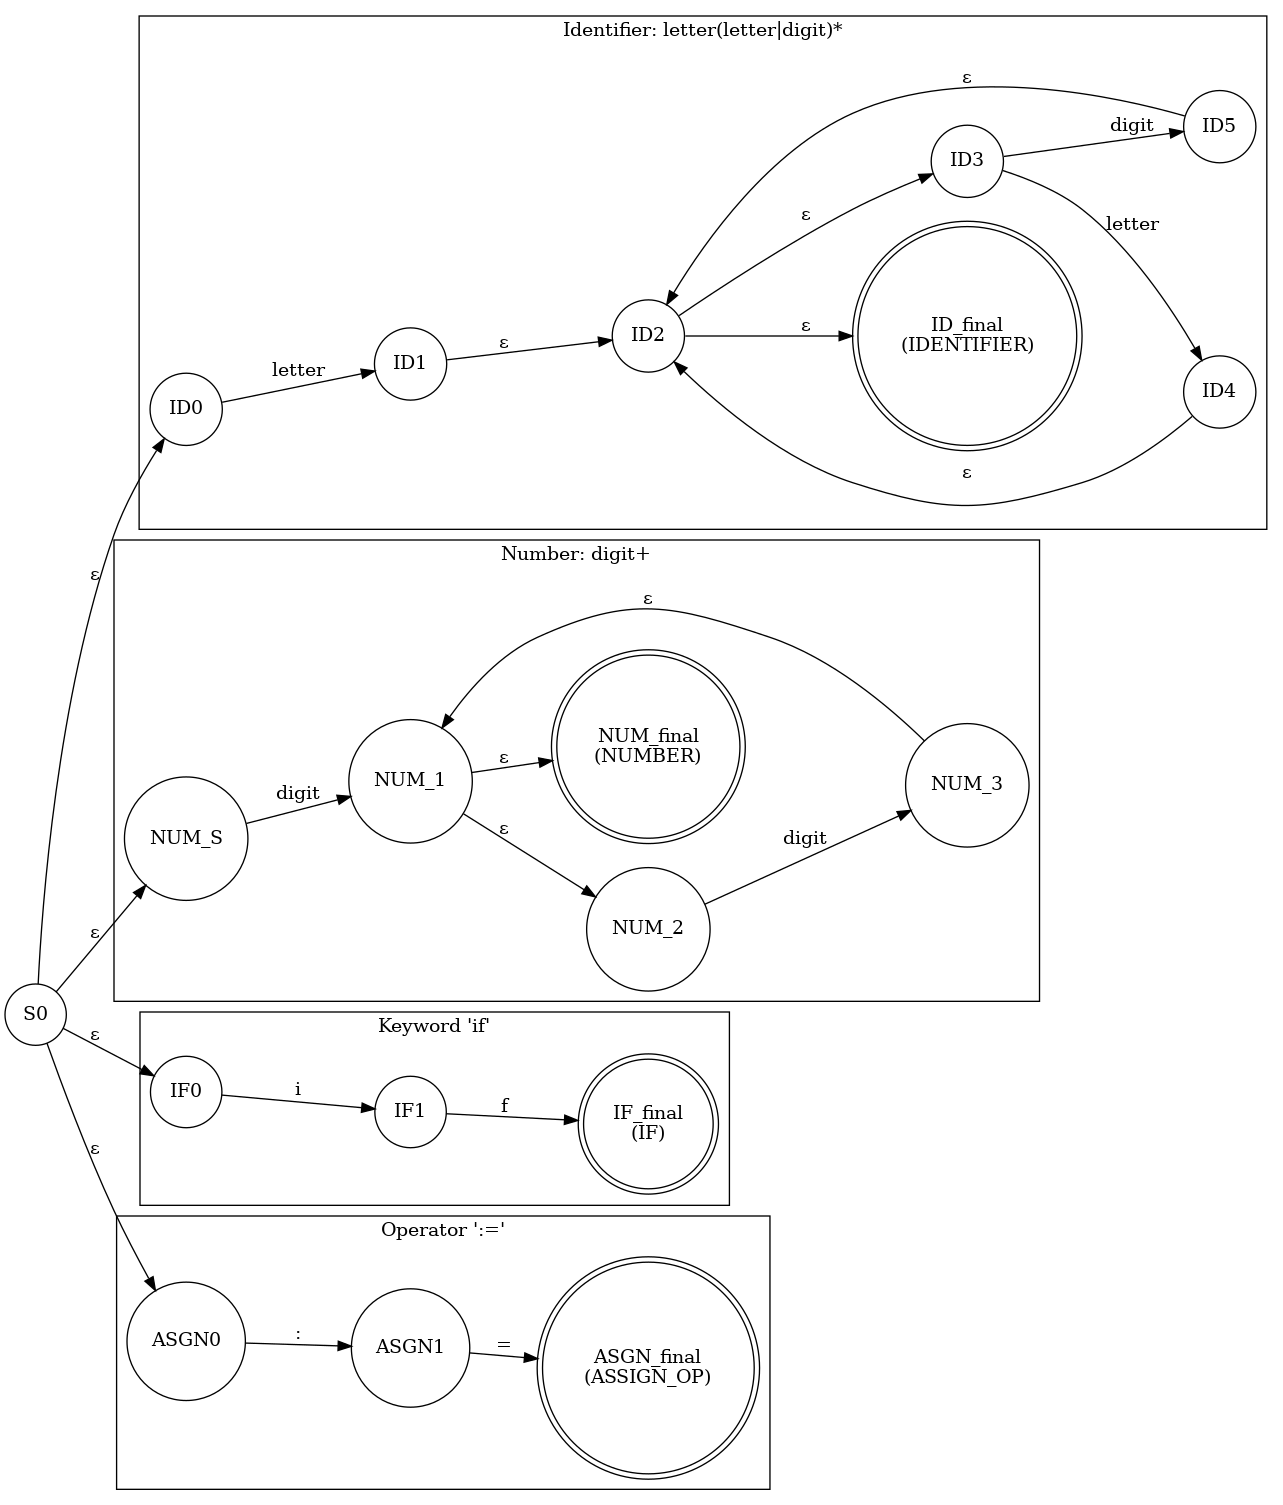 Identifier: letter(letter|digit)*
ε
ID5
digit
ID3
ε
letter
ID_final
(IDENTIFIER)
ε
ID2
ε
ID1
letter
ID0
ID4
ε
ε
Number: digit+
ε
NUM_final
(NUMBER)
ε
NUM_1
digit
NUM_S
ε
NUM_3
digit
NUM_2
ε
S0
ε
Keyword 'if'
IF0
i
IF1
f
IF_final
(IF)
ε
Operator ':='
ASGN0
:
ASGN1
=
ASGN_final
(ASSIGN_OP)